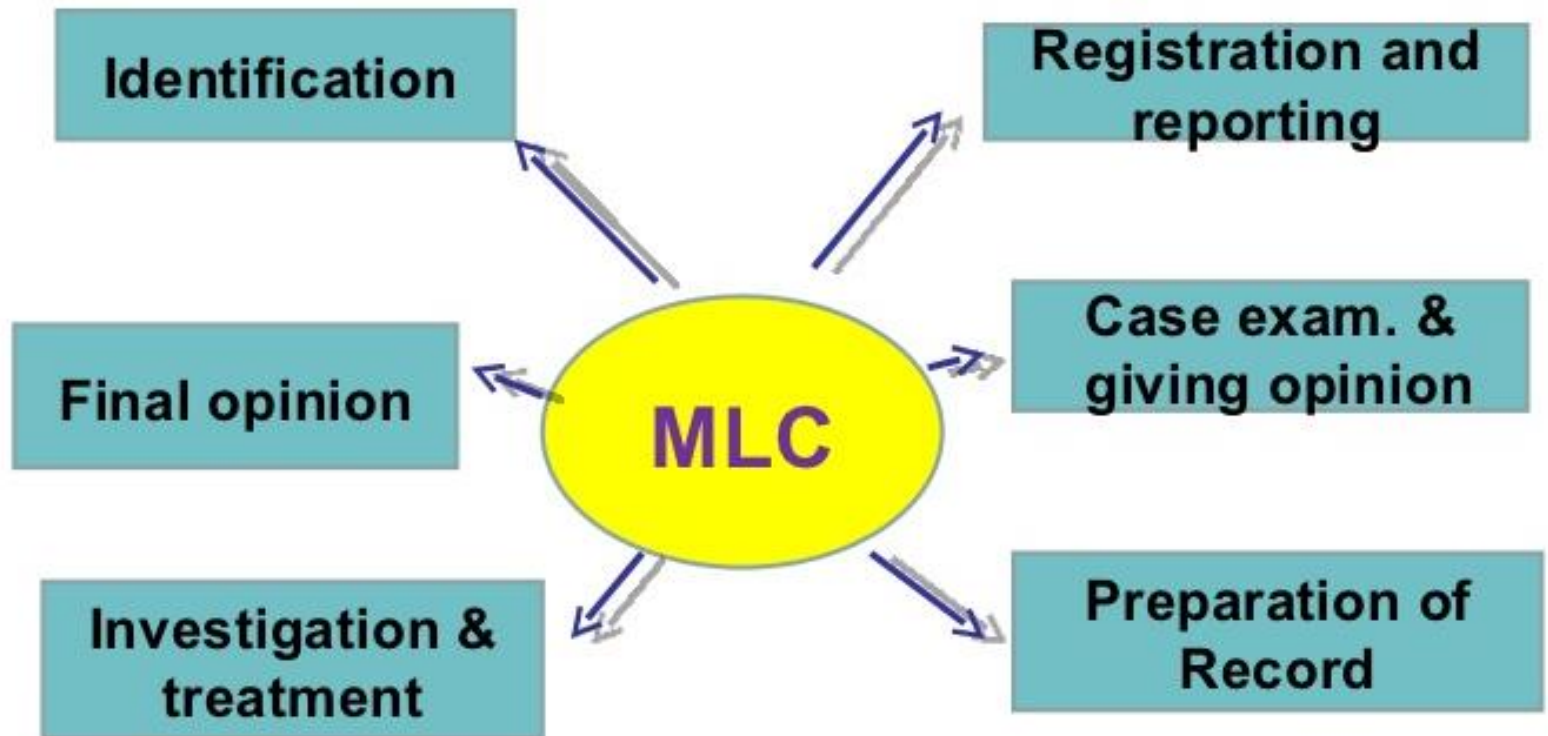 Identification
Registration and
reporting
Final opinion
MLC
Case exam. &
giving opinion
Investigation &
treatment
Preparation of
Record